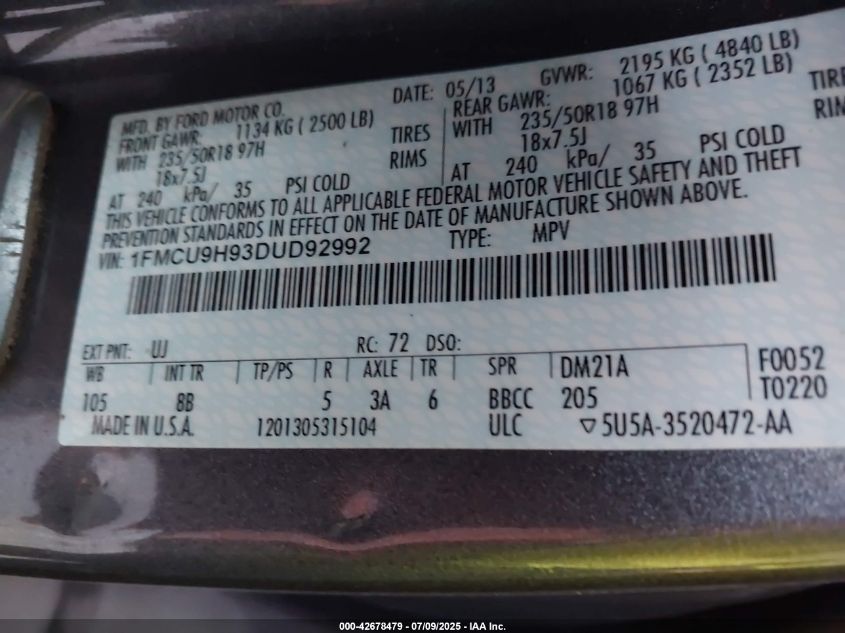 MFD. BY FORD MOTOR CO. DATE: 05/13 GVWR: 2195 KG ( 4840 LB)
FRONT GAWR: 1134 KG ( 2500 LB) REAR GAWR: 1067 KG ( 2352 LB)
WITH 235/50R18 97H TIRES WITH 235/50R18 97H TIRE
18x7.5J RIMS 18x7.5J RIM
AT 240 kPa/ 35 PSI COLD AT 240 kPa/ 35 PSI COLD
THIS VEHICLE CONFORMS TO ALL APPLICABLE FEDERAL MOTOR VEHICLE SAFETY AND THEFT
PREVENTION STANDARDS IN EFFECT ON THE DATE OF MANUFACTURE SHOWN ABOVE.
VIN: 1FMCU9H93DUD92992 TYPE: MPV
EXT PNT: UJ RC: 72 DSO:
WB INT TR TP/PS R AXLE TR SPR DM21A F0052
105 8B 5 3A 6 BBCC 205 T0220
MADE IN U.S.A. 1201305315104 ULC ▽5U5A-3520472-AA
000-42678479 | 07/09/2025 - IAA Inc.